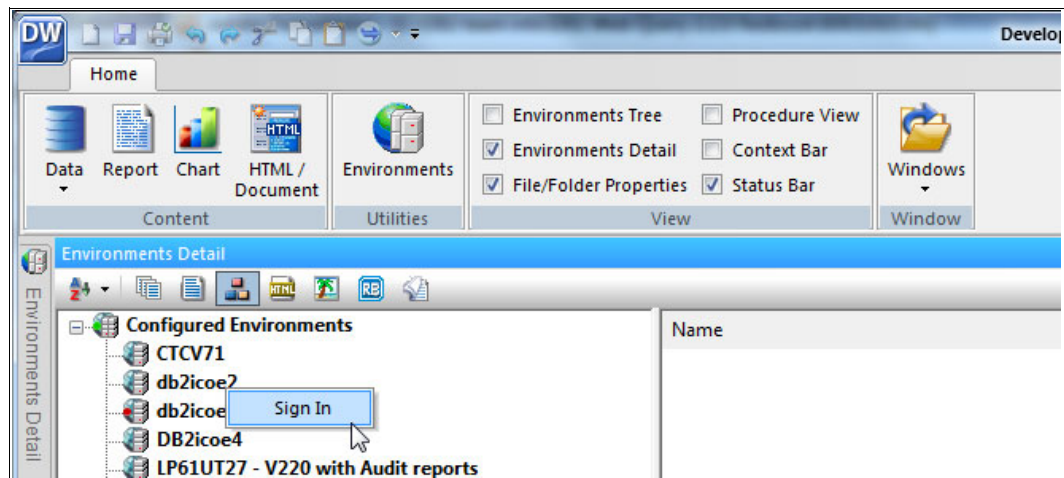 DW
Develop
Home
Data
Report
Chart
HTML
HTML /
Document
Environments
Environments Tree
Procedure View
Environments Detail
Context Bar
File/Folder Properties
Status Bar
Windows
Content
Utilities
View
Window
Environments Detail
Environments Detail
A
Z
HTML
RB
Configured Environments
Name
CTCV71
db2icoe2
db2icoe
Sign In
DB2icoe4
LP61UT27 - V220 with Audit reports